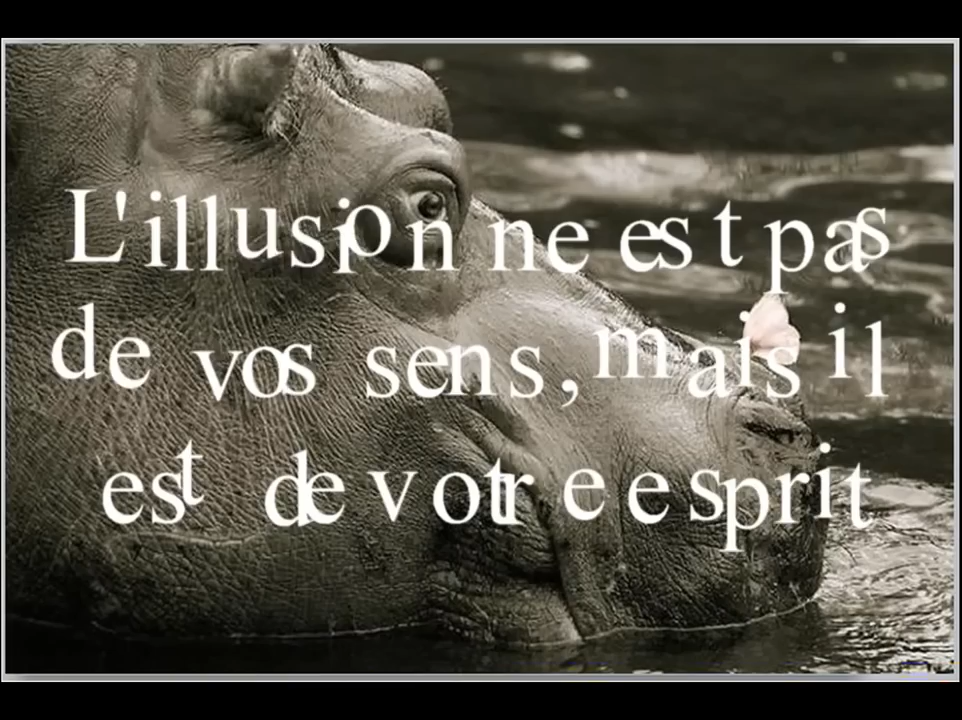 L'illusion ne est pas
de vos sens, mais il
est de votre esprit